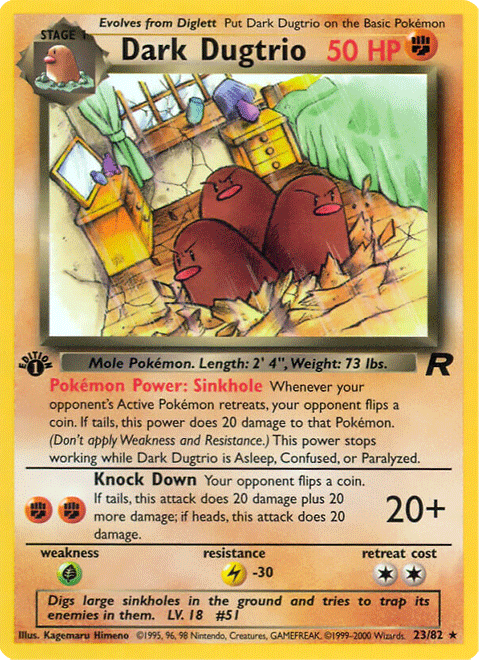 Evolves from Diglett Put Dark Dugtrio on the Basic Pokémon
STAGE 1
Dark Dugtrio 50 HP
EDITION
1
Mole Pokémon. Length: 2' 4", Weight: 73 lbs.
R
Pokémon Power: Sinkhole Whenever your
opponent's Active Pokémon retreats, your opponent flips a
coin. If tails, this power does 20 damage to that Pokémon.
(Don't apply Weakness and Resistance.) This power stops
working while Dark Dugtrio is Asleep, Confused, or Paralyzed.
Knock Down Your opponent flips a coin.
If tails, this attack does 20 damage plus 20
more damage; if heads, this attack does 20
damage.
20+
weakness resistance retreat cost
-30
Digs large sinkholes in the ground and tries to trap its
enemies in them. LV. 18 #51
Illus. Kagemaru Himeno ©1995, 96, 98 Nintendo, Creatures, GAMEFREAK. ©1999-2000 Wizards. 23/82 ★